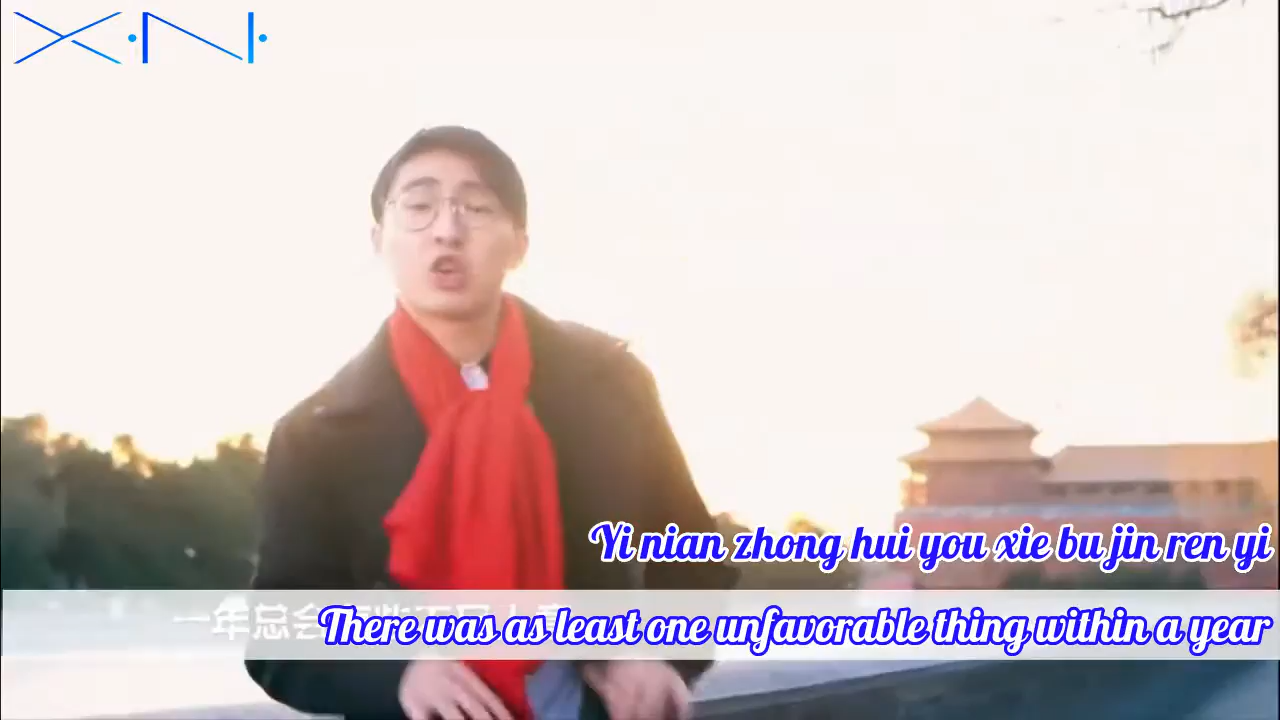 X·N·
Yi nian zhong hui you xie bu jin ren yi
There was as least one unfavorable thing within a year
一年总会